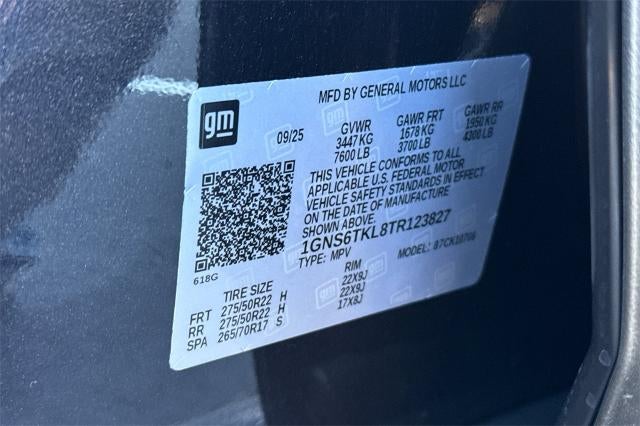 MFD BY GENERAL MOTORS LLC
gm
09/25
GVWR GAWR FRT GAWR RR
3447 KG 1678 KG 1950 KG
7600 LB 3700 LB 4300 LB
THIS VEHICLE CONFORMS TO ALL
APPLICABLE U.S. FEDERAL MOTOR
VEHICLE SAFETY STANDARDS IN EFFECT
ON THE DATE OF MANUFACTURE
SHOWN ABOVE.
1GNS6TKL8TR123827
TYPE: MPV MODEL:
618G
TIRE SIZE RIM
FRT 275/50R22 H 22X9J
RR 275/50R22 H 22X9J
SPA 265/70R17 S 17X8J